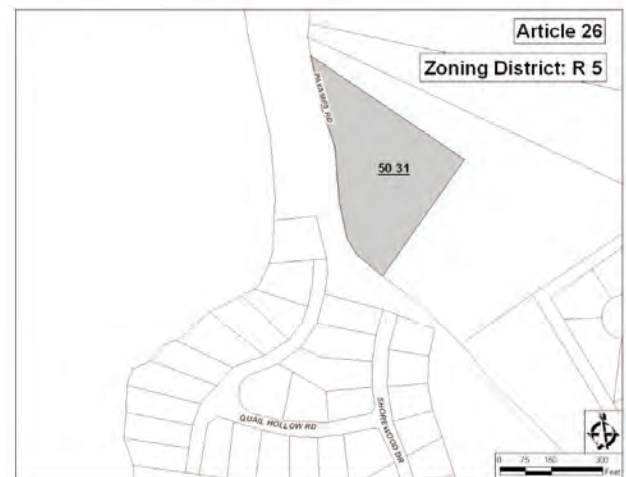 Article 26
Zoning District: R 5
50 31
QUAIL HOLLOW RD
SHOREWOOD DR
0 75 150 300
Feet